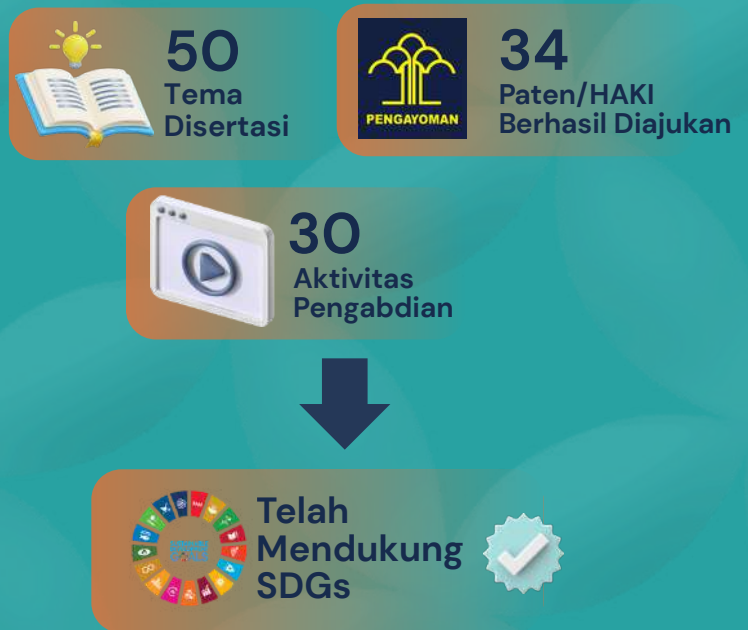 50
Tema
Disertasi
PENGAYOMAN
34
Paten/HAKI
Berhasil Diajukan
30
Aktivitas
Pengabdian
Telah
Mendukung
SDGs